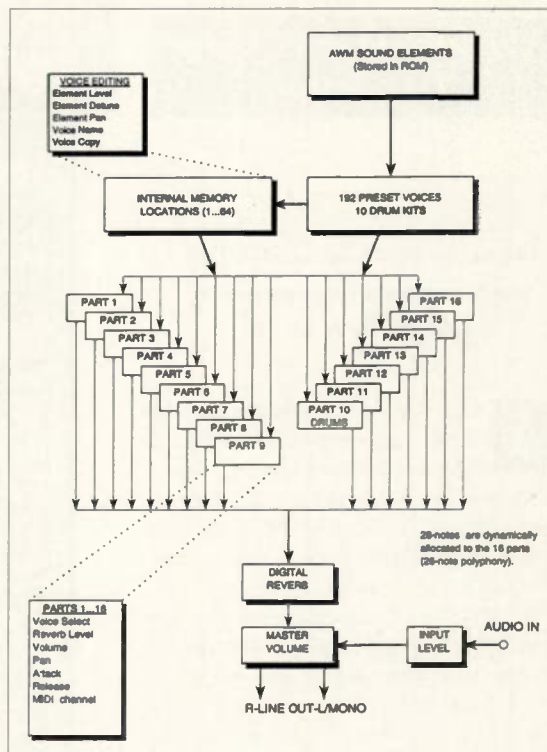 AWM SOUND ELEMENTS
(Stored in ROM)
VOICE EDITING
Element Level
Element Detune
Element Pan
Voice Name
Voice Copy
INTERNAL MEMORY
LOCATIONS (1...64)
192 PRESET VOICES
10 DRUM KITS
PART 1
PART 2
PART 3
PART 4
PART 5
PART 6
PART 7
PART 8
PART 9
PART 16
PART 15
PART 14
PART 13
PART 12
PART 11
PART 10
DRUMS
28-notes are dynamically
allocated to the 16 parts
(28-note polyphony).
DIGITAL
REVERB
PARTS 1...16
Voice Select
Reverb Level
Volume
Pan
Attack
Release
MIDI channel
MASTER
VOLUME
INPUT
LEVEL
AUDIO IN
R-LINE OUT-L/MONO